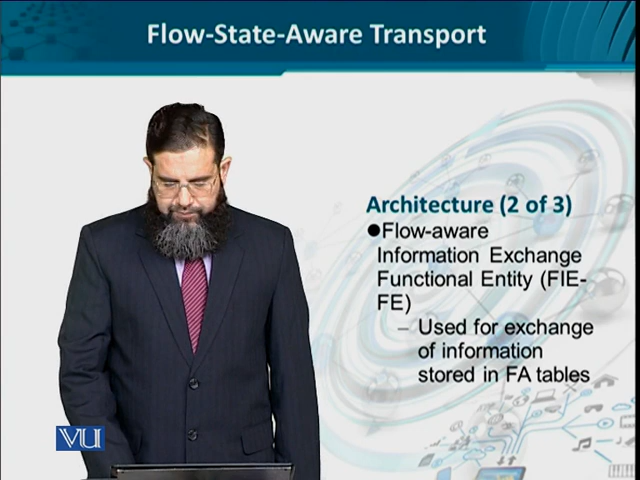 Flow-State-Aware Transport
Architecture (2 of 3)
●Flow-aware
Information Exchange
Functional Entity (FIE-
FE)
– Used for exchange
of information
stored in FA tables
VU